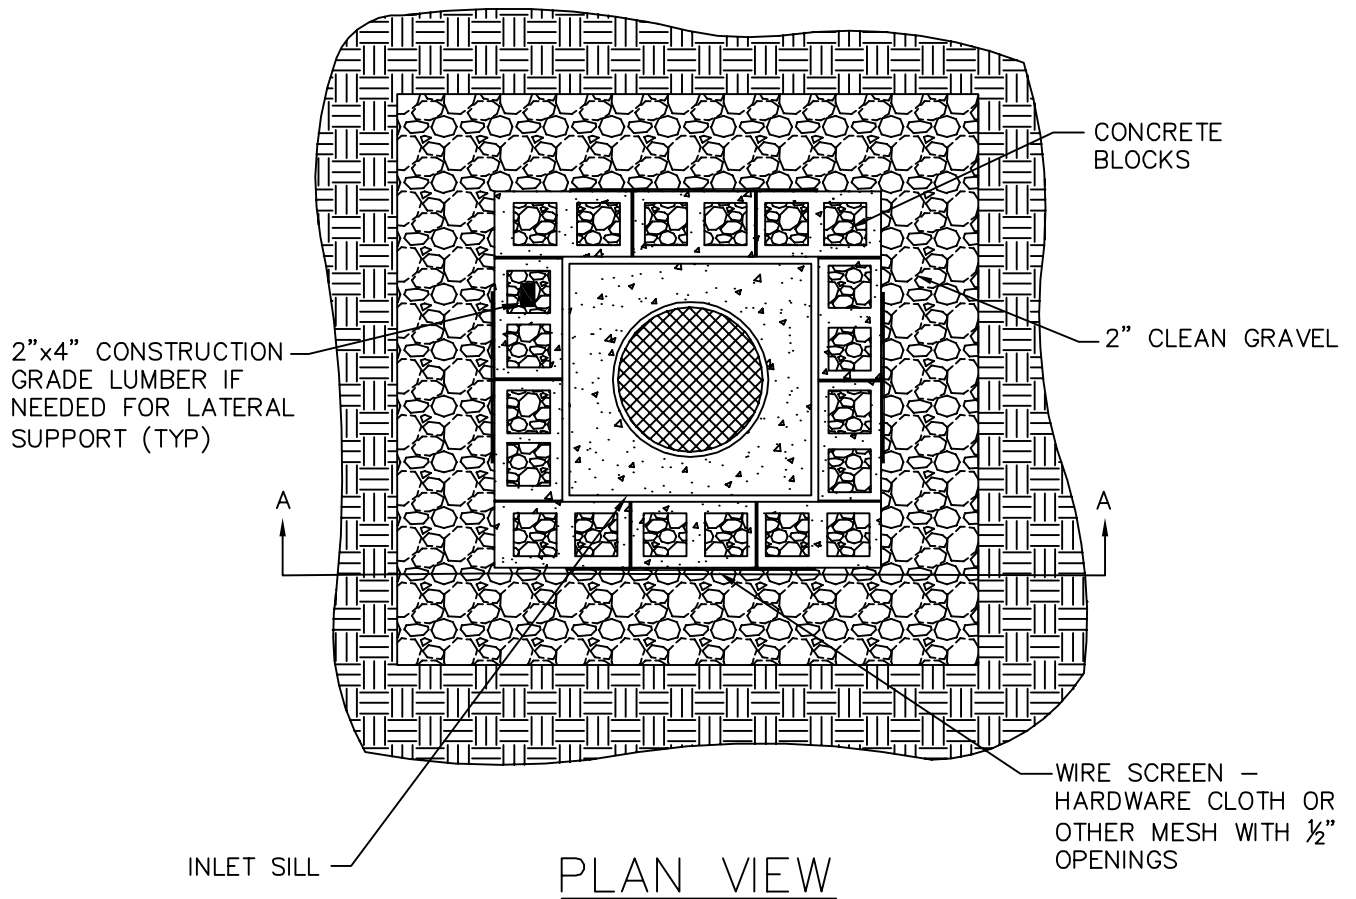 CONCRETE
BLOCKS
2" CLEAN GRAVEL
2"x4" CONSTRUCTION
GRADE LUMBER IF
NEEDED FOR LATERAL
SUPPORT (TYP)
A
A
WIRE SCREEN –
HARDWARE CLOTH OR
OTHER MESH WITH ½"
OPENINGS
INLET SILL
PLAN VIEW